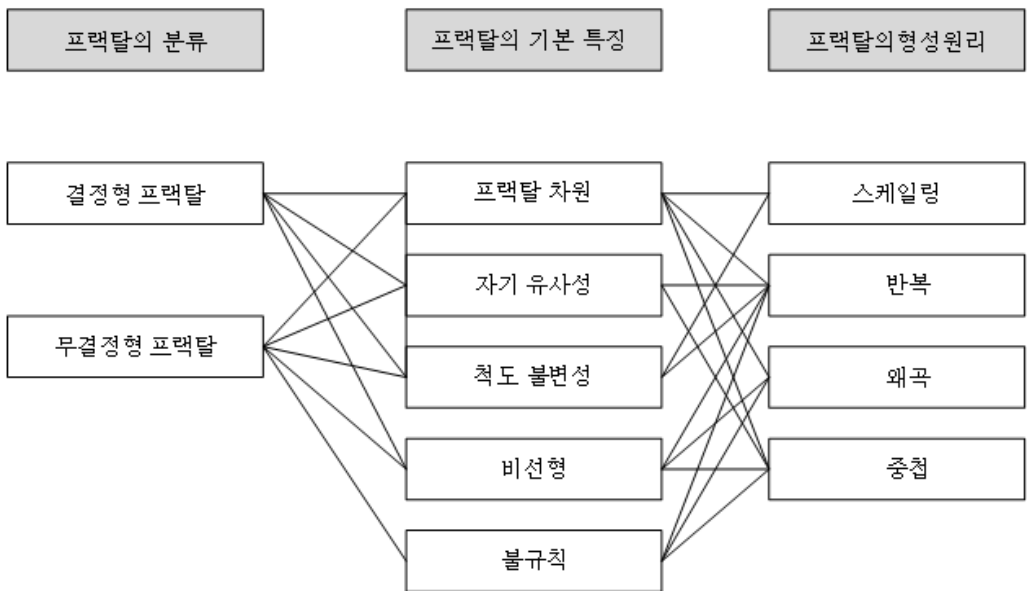 프랙탈의 분류
프랙탈의 기본 특징
프랙탈의형성원리
결정형 프랙탈
프랙탈 차원
스케일링
자기 유사성
반복
무결정형 프랙탈
척도 불변성
왜곡
비선형
중첩
불규칙